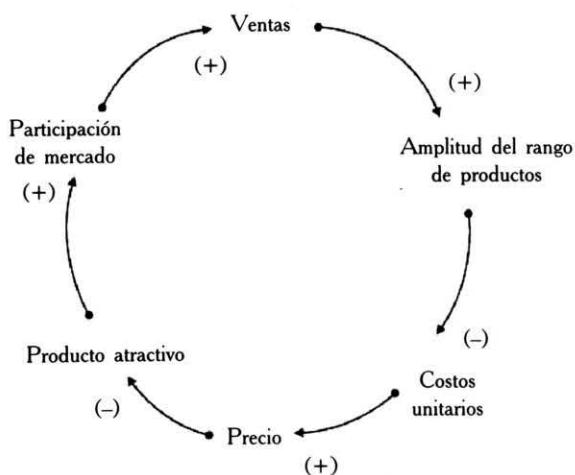 Ventas
(+)
(+)
Participación
de mercado
Amplitud del rango
de productos
(+)
(–)
Producto atractivo
Costos
unitarios
(–)
Precio
(+)